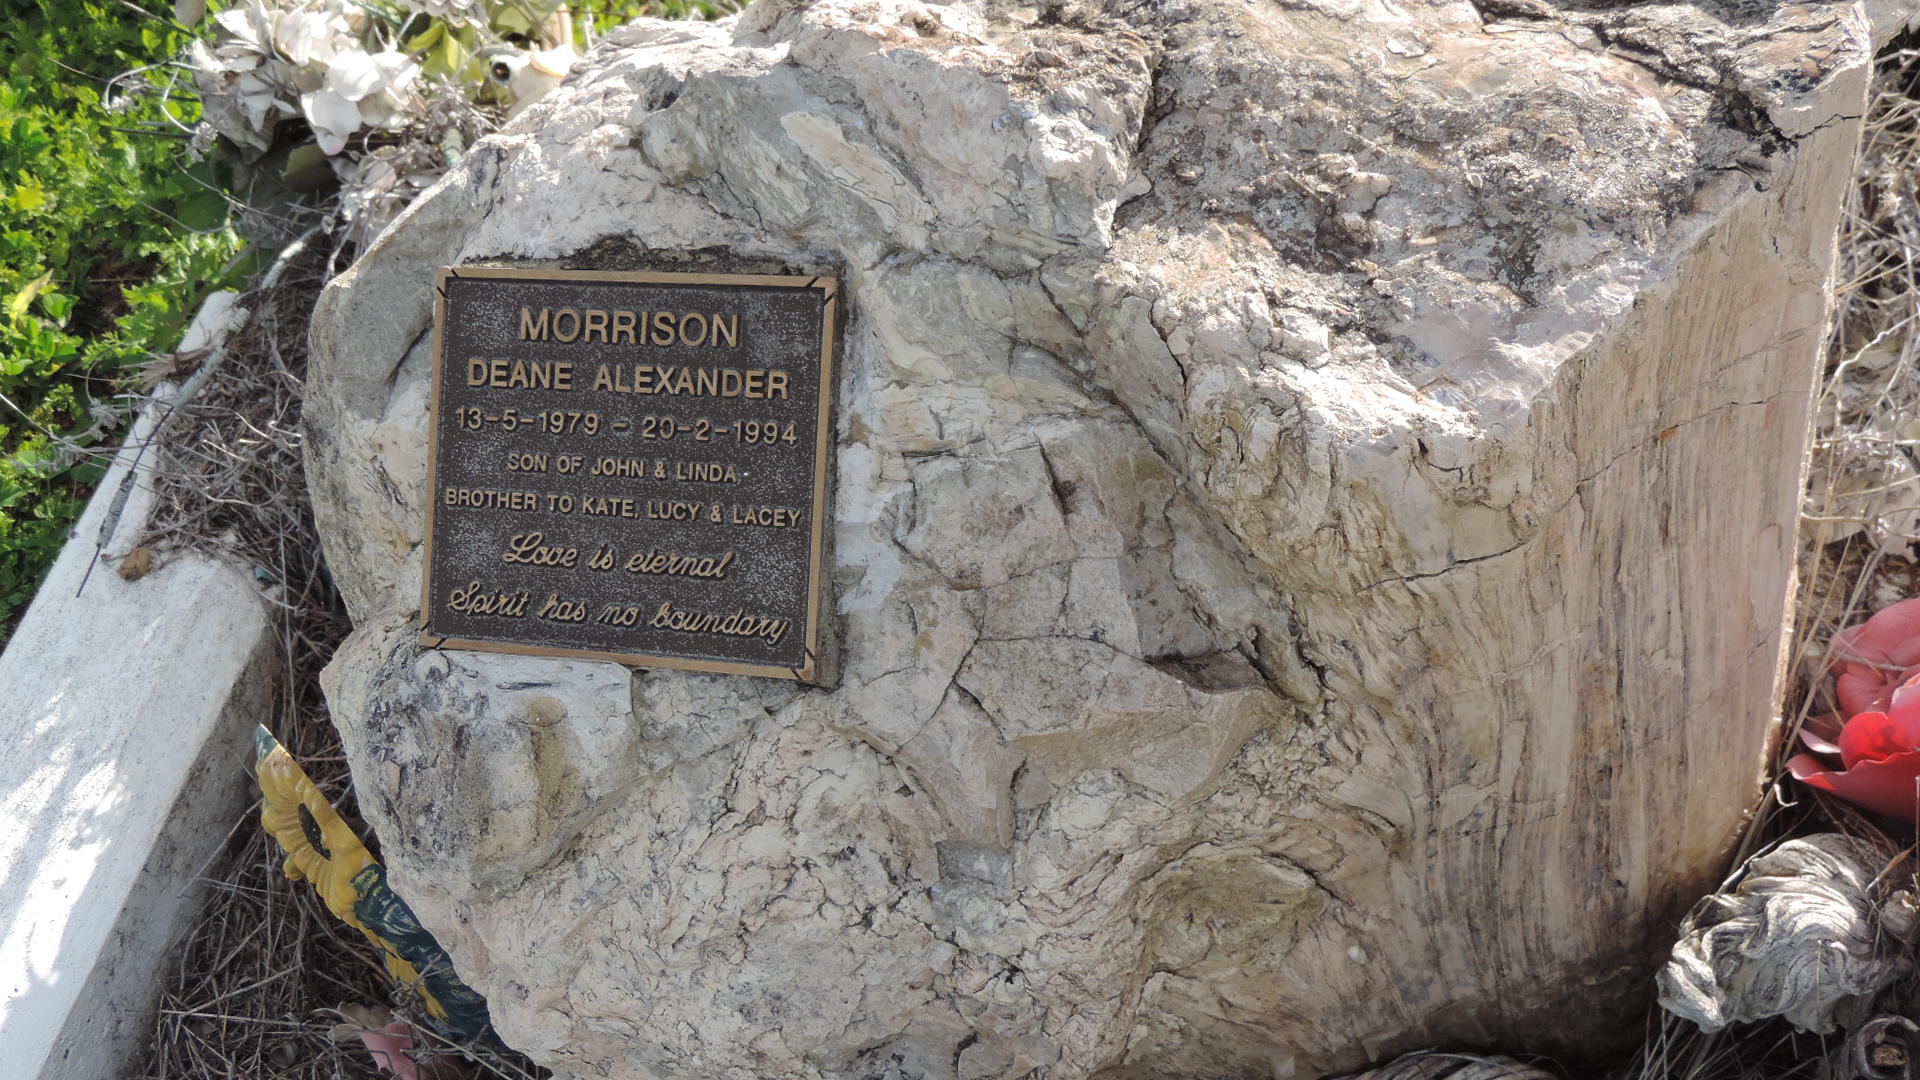 MORRISON
DEANE ALEXANDER
13-5-1979 - 20-2-1994
SON OF JOHN & LINDA
BROTHER TO KATE, LUCY & LACEY
Love is eternal
Spirit has no boundary